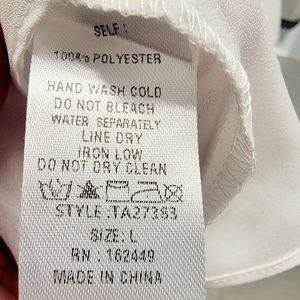 SELF:
100% POLYESTER
HAND WASH COLD
DO NOT BLEACH
WATER SEPARATELY
LINE DRY
IRON LOW
DO NOT DRY CLEAN
STYLE:TA27383
SIZE: L
RN: 162449
MADE IN CHINA